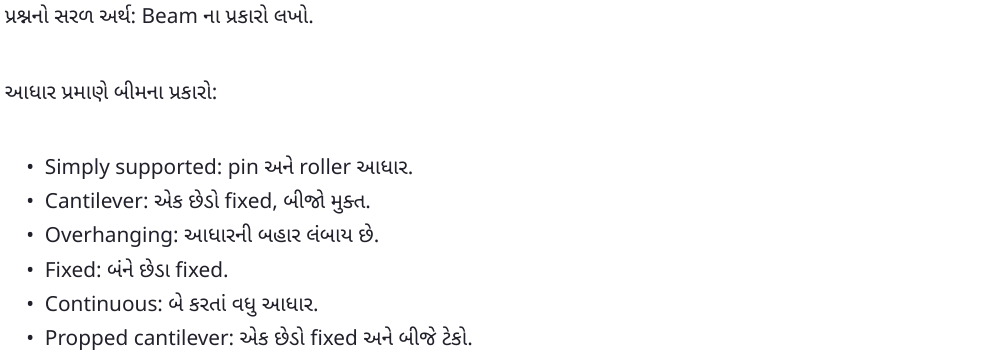 પ્રશ્નનો સરળ અર્થ: Beam ના પ્રકારો લખો.
આધાર પ્રમાણે બીમના પ્રકારો:
• Simply supported: pin અને roller આધાર.
• Cantilever: એક છેડો fixed, બીજો મુક્ત.
• Overhanging: આધારની બહાર લંબાય છે.
• Fixed: બંને છેડા fixed.
• Continuous: બે કરતાં વધુ આધાર.
• Propped cantilever: એક છેડો fixed અને બીજે ટેકો.